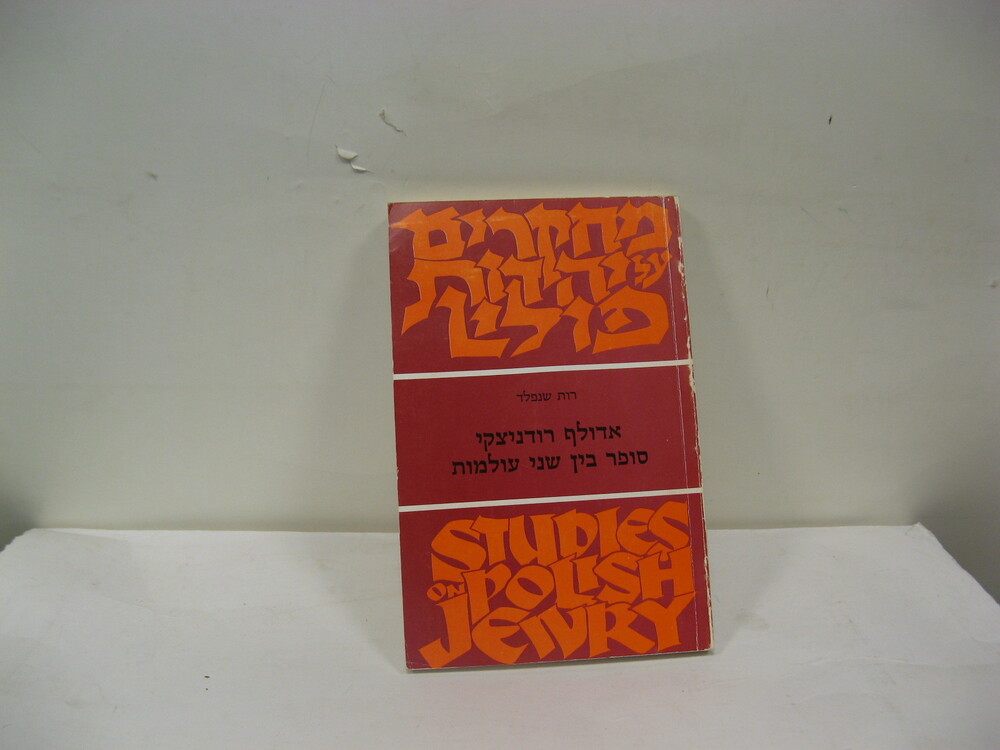 מחקרים
על יהדות
פולין
רות שנפלד
אדולף רודניצקי
סופר בין שני עולמות
STUDIES
ON POLISH
JEWRY